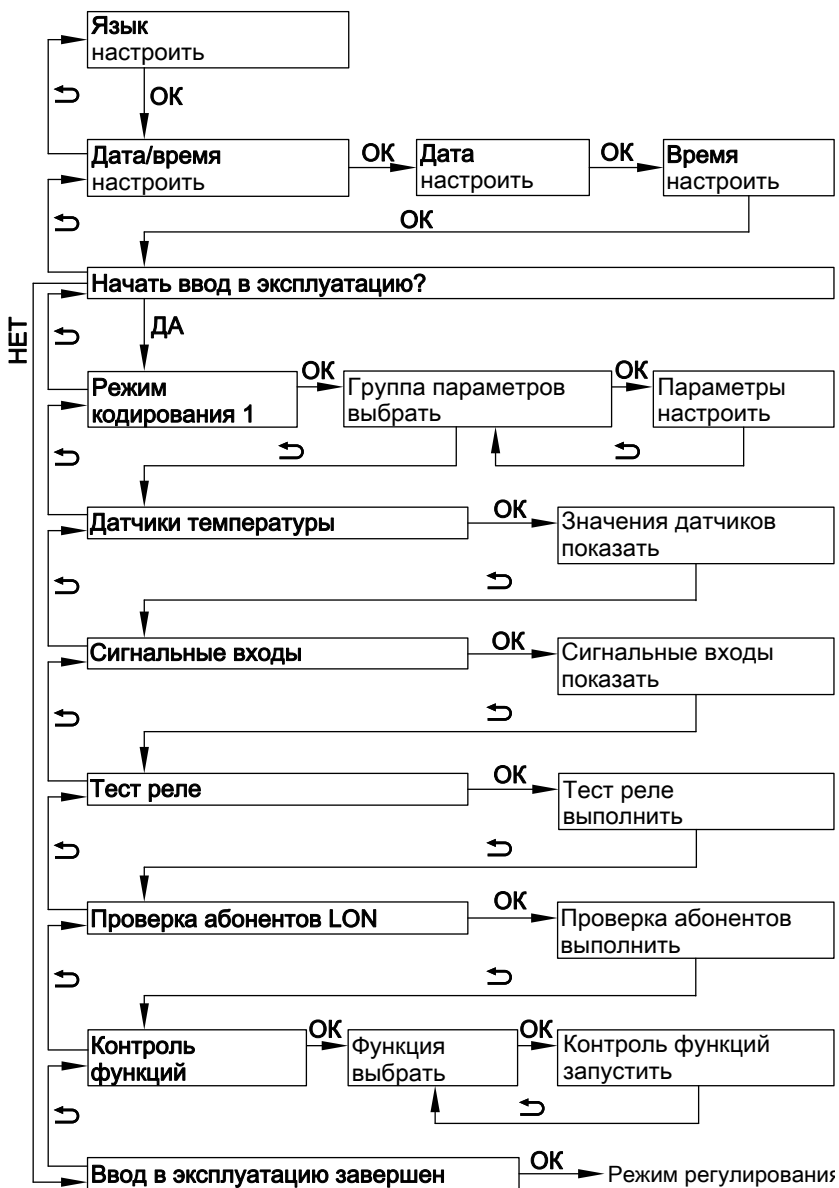 Язык
настроить
ОК
Дата/время
настроить
ОК
Дата
настроить
ОК
Время
настроить
ОК
Начать ввод в эксплуатацию?
НЕТ
ДА
Режим
кодирования 1
ОК
Группа параметров
выбрать
ОК
Параметры
настроить
Датчики температуры
ОК
Значения датчиков
показать
Сигнальные входы
ОК
Сигнальные входы
показать
Тест реле
ОК
Тест реле
выполнить
Проверка абонентов LON
ОК
Проверка абонентов
выполнить
Контроль
функций
ОК
Функция
выбрать
ОК
Контроль функций
запустить
Ввод в эксплуатацию завершен
ОК
Режим регулирования